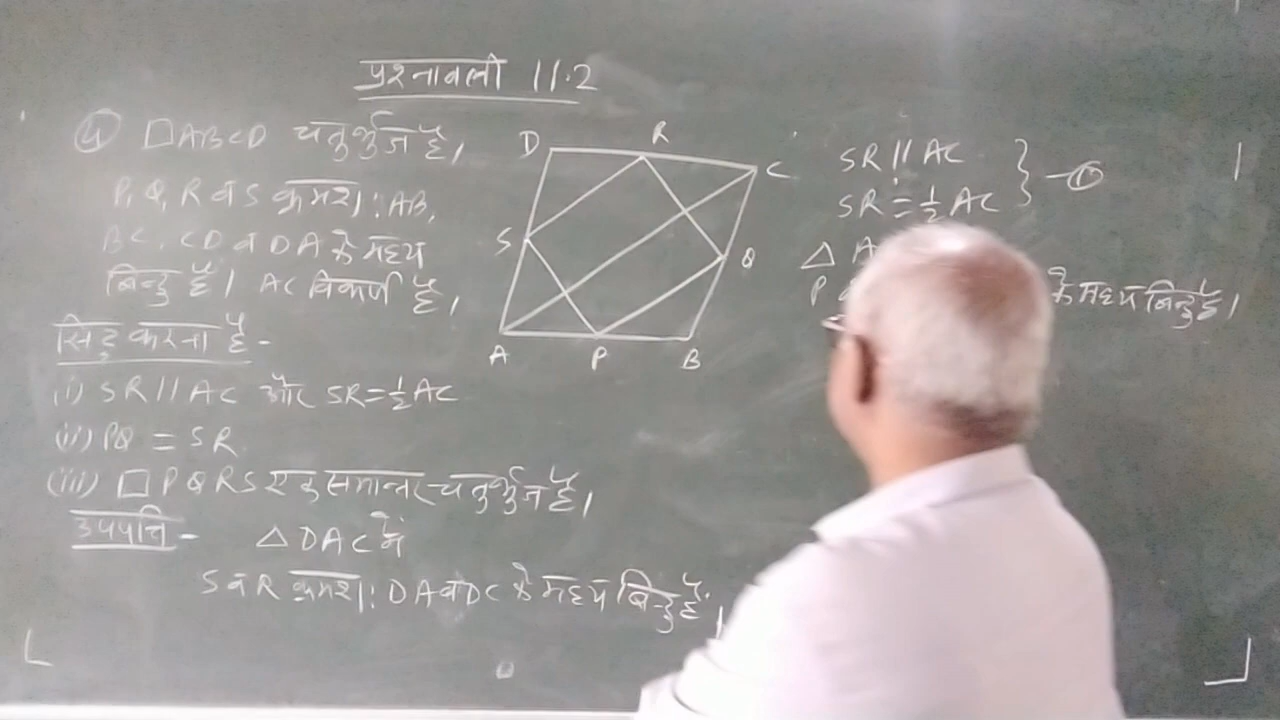 प्रश्नावली 11.2
4 □ABCD चतुर्भुज है,
P, Q, R व S क्रमश: AB,
BC, CD व DA के मध्य
बिन्दु हैं। AC विकर्ण है,
सिद्ध करना है-
(i) SR || AC और SR = 1/2 AC
(ii) PQ = SR
(iii) □PQRS एक समान्तर चतुर्भुज है,
उपपत्ति - △DAC में
S व R क्रमश: DA व DC के मध्य बिन्दु हैं,
D R C
S Q
A P B
SR || AC
SR = 1/2 AC } - ①
△ A
P के मध्य बिन्दु हैं,